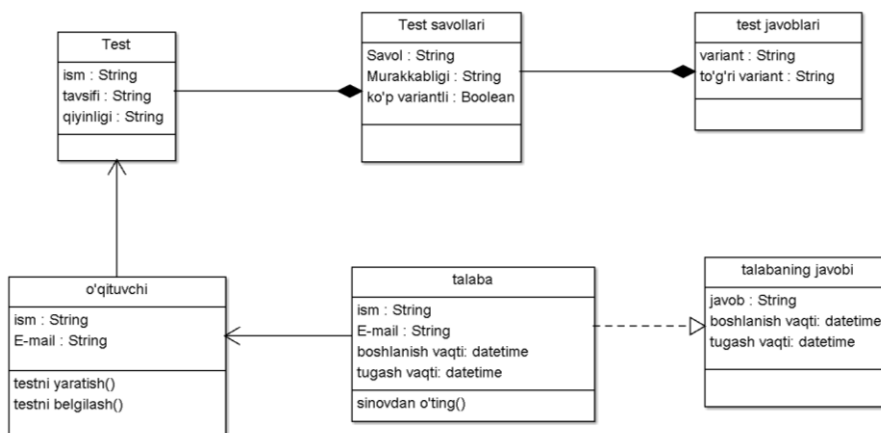 Test
ism : String
tavsifi : String
qiyinligi : String
Test savollari
Savol : String
Murakkabligi : String
ko'p variantli : Boolean
test javoblari
variant : String
to'g'ri variant : String
o'qituvchi
ism : String
E-mail : String
testni yaratish()
testni belgilash()
talaba
ism : String
E-mail : String
boshlanish vaqti: datetime
tugash vaqti: datetime
sinovdan o'ting()
talabaning javobi
javob : String
boshlanish vaqti: datetime
tugash vaqti: datetime